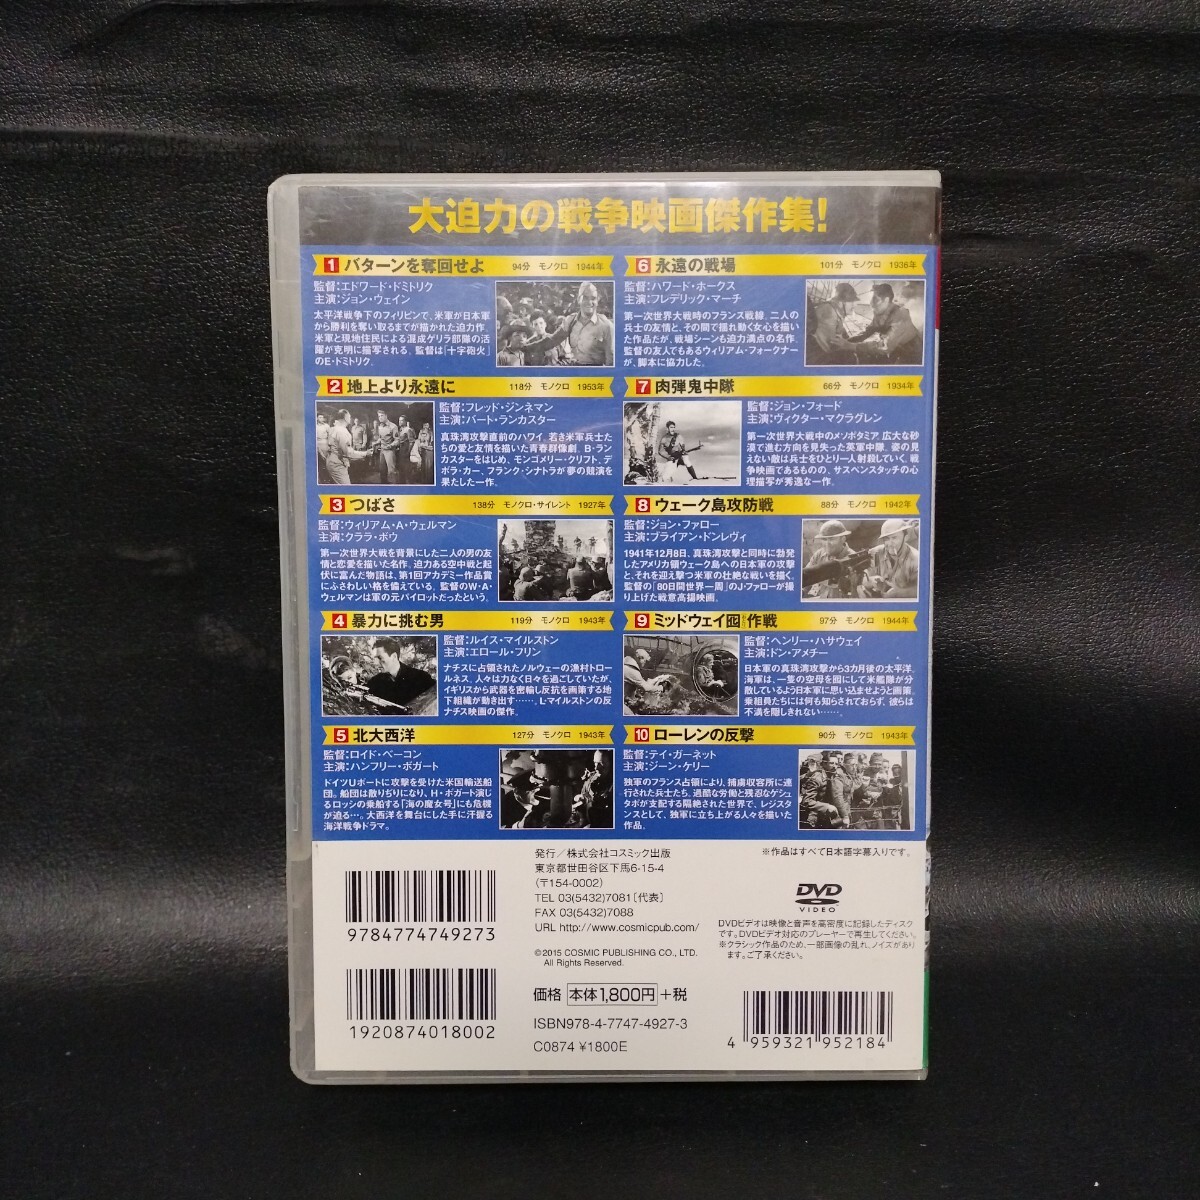 大迫力の戦争映画傑作集!
1 バターンを奪回せよ 94分 モノクロ 1944年
監督:エドワード・ドミトリク
主演:ジョン・ウェイン
太平洋戦争下のフィリピンで、米軍が日本軍
から勝利を奪い取るまでが描かれた迫力作。
米軍と現地住民による混成ゲリラ部隊の活
躍が克明に描写される。監督は「十字砲火」
のE・ドミトリク。
2 地上より永遠に 118分 モノクロ 1953年
監督:フレッド・ジンネマン
主演:バート・ランカスター
真珠湾攻撃直前のハワイ。若き米軍兵士たち
の愛と友情を描いた青春群像劇。B・ラン
カスターをはじめ、モンゴメリー・クリフト、デ
ボラ・カー、フランク・シナトラが夢の競演を
果たした一作。
3 つばさ 138分 モノクロ・サイレント 1927年
監督:ウィリアム・A・ウェルマン
主演:クララ・ボウ
第一次世界大戦を背景にした二人の男の友
情と恋愛を描いた名作。迫力ある空中戦と起
伏に富んだ物語は、第1回アカデミー作品賞
にふさわしい格を備えている。監督のW・A・
ウェルマンは軍の元パイロットだったという。
4 暴力に挑む男 119分 モノクロ 1943年
監督:ルイス・マイルストン
主演:エロール・フリン
ナチスに占領されたノルウェーの漁村トロー
ルネス。人々は力なく日々を過ごしていたが、
イギリスから武器を密輸し反抗を画策する地
下組織が動き出す……。L・マイルストンの反
ナチス映画の傑作。
5 北大西洋 127分 モノクロ 1943年
監督:ロイド・ベーコン
主演:ハンフリー・ボガート
ドイツUボートに攻撃を受けた米国輸送船
団。船団は散りぢりになり、H・ボガート演じ
るロッシの乗船する「海の魔女号」にも危機
が迫る…。大西洋を舞台にした手に汗握る
海洋戦争ドラマ。
6 永遠の戦場 101分 モノクロ 1936年
監督:ハワード・ホークス
主演:フレデリック・マーチ
第一次世界大戦時のフランス戦線。二人の
兵士の友情と、その間で揺れ動く女心を描い
た作品だが、戦場シーンも迫力満点の名作。
監督の友人でもあるウィリアム・フォークナー
が、脚本に協力した。
7 肉弾鬼中隊 66分 モノクロ 1934年
監督:ジョン・フォード
主演:ヴィクター・マクラグレン
第一次世界大戦中のメソポタミア。広大な砂
漠で進む方向を見失った英軍中隊。姿の見
えない敵は兵士をひとり一人射殺していく。戦
争映画であるものの、サスペンスタッチの心
理描写が秀逸な一作。
8 ウェーク島攻防戦 88分 モノクロ 1942年
監督:ジョン・ファロー
主演:ブライアン・ドンレヴィ
1941年12月8日、真珠湾攻撃と同時に勃発
したアメリカ領ウェーク島への日本軍の攻撃
と、それを迎え撃つ米軍の壮絶な戦いを描く。
監督の「80日間世界一周」のJ・ファローが撮
り上げた戦意高揚映画。
9 ミッドウェイ囮作戦 97分 モノクロ 1944年
監督:ヘンリー・ハサウェイ
主演:ドン・アメチー
日本軍の真珠湾攻撃から3カ月後の太平洋。
海軍は、一隻の空母を囮にして米艦隊が分
散しているよう日本軍に思い込ませようと画策。
乗組員たちには何も知らされておらず、彼らは
不満を隠しきれない……。
10 ローレンの反撃 90分 モノクロ 1943年
監督:テイ・ガーネット
主演:ジーン・ケリー
独軍のフランス占領により、捕虜収容所に連
行された兵士たち。過酷な労働と残忍なゲシュ
タポが支配する隔絶された世界で、レジスタ
ンスとして、独軍に立ち上がる人々を描いた
作品。
9784774749273
1920874018002
発行/株式会社コスミック出版
東京都世田谷区下馬6-15-4
(〒154-0002)
TEL 03(5432)7081[代表]
FAX 03(5432)7088
URL http://www.cosmicpub.com/
©2015 COSMIC PUBLISHING CO., LTD.
All Rights Reserved.
価格 本体1,800円 +税
ISBN978-4-7747-4927-3
C0874 ¥1800E
※作品はすべて日本語字幕入りです。
DVD
VIDEO
DVDビデオは映像と音声を高密度に記録したディスク
です。DVDビデオ対応のプレーヤーで再生してください。
※クラシック作品のため、一部画像の乱れ、ノイズがあり
ます。ご了承ください。
4 959321 952184